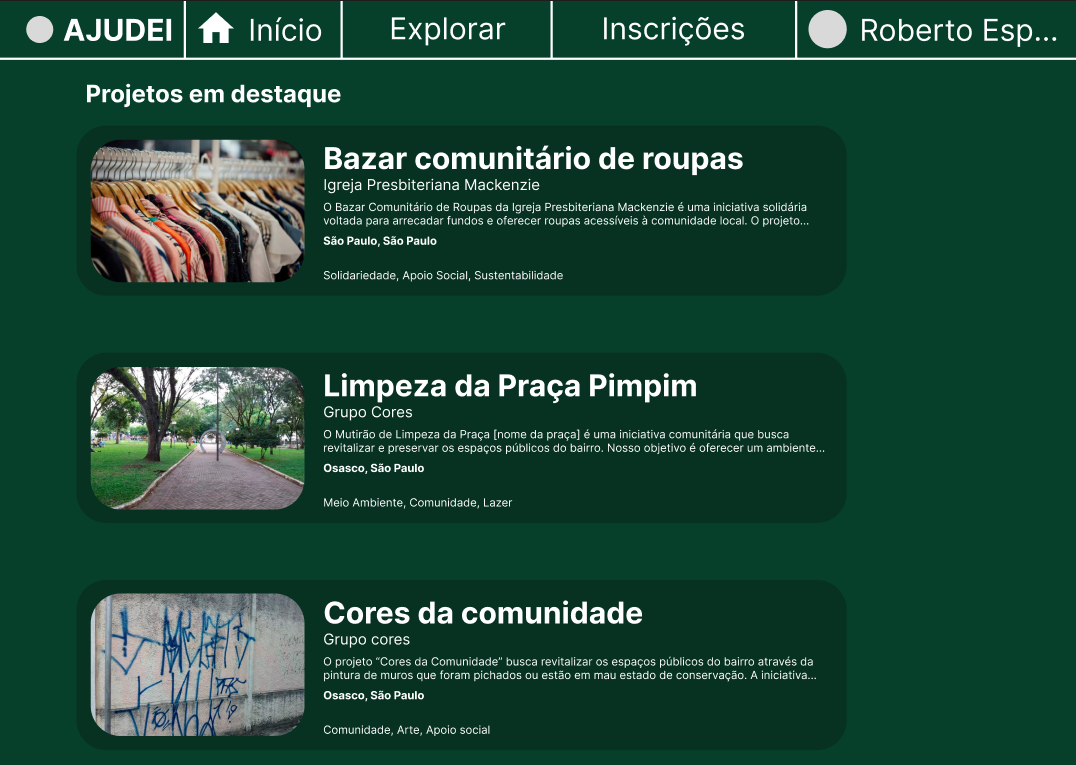 AJUDEI
Início
Explorar
Inscrições
Roberto Esp...
Projetos em destaque
Bazar comunitário de roupas
Igreja Presbiteriana Mackenzie
O Bazar Comunitário de Roupas da Igreja Presbiteriana Mackenzie é uma iniciativa solidária
voltada para arrecadar fundos e oferecer roupas acessíveis à comunidade local. O projeto...
São Paulo, São Paulo
Solidariedade, Apoio Social, Sustentabilidade
Limpeza da Praça Pimpim
Grupo Cores
O Mutirão de Limpeza da Praça [nome da praça] é uma iniciativa comunitária que busca
revitalizar e preservar os espaços públicos do bairro. Nosso objetivo é oferecer um ambiente...
Osasco, São Paulo
Meio Ambiente, Comunidade, Lazer
Cores da comunidade
Grupo cores
O projeto “Cores da Comunidade” busca revitalizar os espaços públicos do bairro através da
pintura de muros que foram pichados ou estão em mau estado de conservação. A iniciativa...
Osasco, São Paulo
Comunidade, Arte, Apoio social